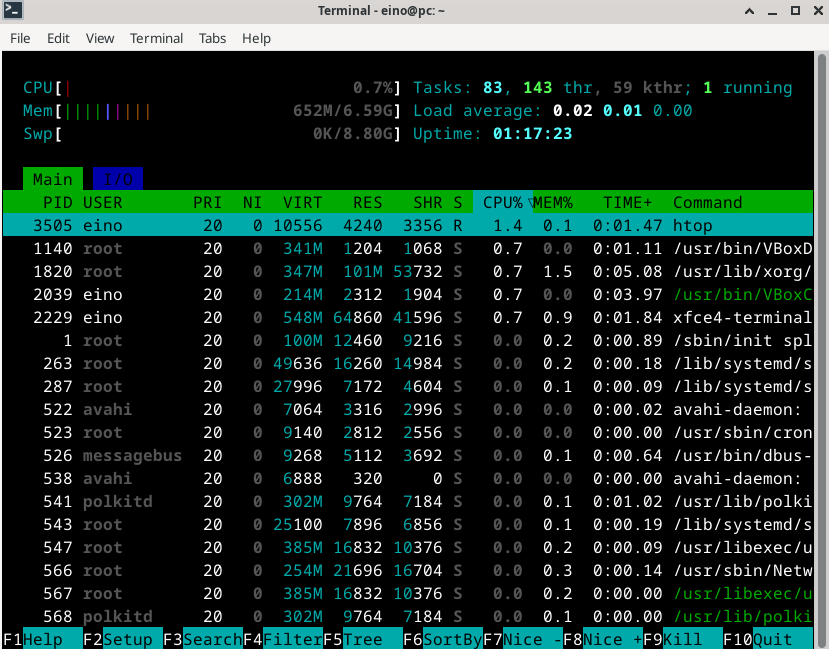 Terminal - eino@pc: ~
File Edit View Terminal Tabs Help
CPU[| 0.7%] Tasks: 83, 143 thr, 59 kthr; 1 running
Mem[||||||||| 652M/6.59G] Load average: 0.02 0.01 0.00
Swp[ 0K/8.80G] Uptime: 01:17:23
Main I/O
PID USER PRI NI VIRT RES SHR S CPU%▽MEM% TIME+ Command
3505 eino 20 0 10556 4240 3356 R 1.4 0.1 0:01.47 htop
1140 root 20 0 341M 1204 1068 S 0.7 0.0 0:01.11 /usr/bin/VBoxD
1820 root 20 0 347M 101M 53732 S 0.7 1.5 0:05.08 /usr/lib/xorg/
2039 eino 20 0 214M 2312 1904 S 0.7 0.0 0:03.97 /usr/bin/VBoxC
2229 eino 20 0 548M 64860 41596 S 0.7 0.9 0:01.84 xfce4-terminal
1 root 20 0 100M 12460 9216 S 0.0 0.2 0:00.89 /sbin/init spl
263 root 20 0 49636 16260 14984 S 0.0 0.2 0:00.18 /lib/systemd/s
287 root 20 0 27996 7172 4604 S 0.0 0.1 0:00.09 /lib/systemd/s
522 avahi 20 0 7064 3316 2996 S 0.0 0.0 0:00.02 avahi-daemon:
523 root 20 0 9140 2812 2556 S 0.0 0.0 0:00.00 /usr/sbin/cron
526 messagebus 20 0 9268 5112 3692 S 0.0 0.1 0:00.64 /usr/bin/dbus-
538 avahi 20 0 6888 320 0 S 0.0 0.0 0:00.00 avahi-daemon:
541 polkitd 20 0 302M 9764 7184 S 0.0 0.1 0:01.02 /usr/lib/polki
543 root 20 0 25100 7896 6856 S 0.0 0.1 0:00.19 /lib/systemd/s
547 root 20 0 385M 16832 10376 S 0.0 0.2 0:00.09 /usr/libexec/u
566 root 20 0 254M 21696 16704 S 0.0 0.3 0:00.14 /usr/sbin/Netw
567 root 20 0 385M 16832 10376 S 0.0 0.2 0:00.00 /usr/libexec/u
568 polkitd 20 0 302M 9764 7184 S 0.0 0.1 0:00.00 /usr/lib/polki
F1Help F2Setup F3SearchF4FilterF5Tree F6SortByF7Nice -F8Nice +F9Kill F10Quit